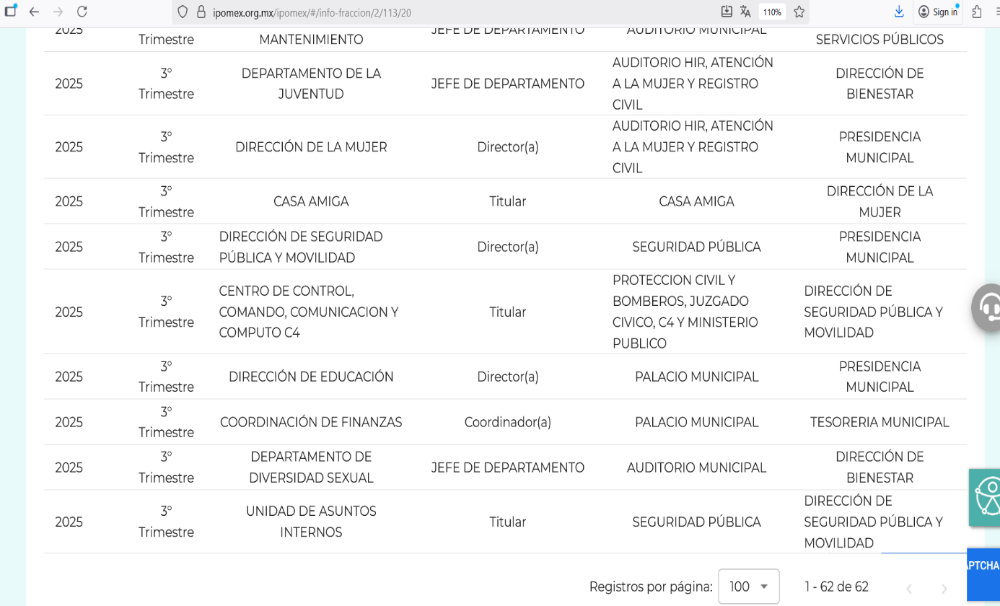 ipomex.org.mx/ipomex/#/info-fraccion/2/113/20
110%
Sign in
2025
Trimestre
MANTENIMIENTO
JEFE DE DEPARTAMENTO
AUDITORIO MUNICIPAL
SERVICIOS PÚBLICOS
2025
3°
Trimestre
DEPARTAMENTO DE LA
JUVENTUD
JEFE DE DEPARTAMENTO
AUDITORIO HIR, ATENCIÓN
A LA MUJER Y REGISTRO
CIVIL
DIRECCIÓN DE
BIENESTAR
2025
3°
Trimestre
DIRECCIÓN DE LA MUJER
Director(a)
AUDITORIO HIR, ATENCIÓN
A LA MUJER Y REGISTRO
CIVIL
PRESIDENCIA
MUNICIPAL
2025
3°
Trimestre
CASA AMIGA
Titular
CASA AMIGA
DIRECCIÓN DE LA
MUJER
2025
3°
Trimestre
DIRECCIÓN DE SEGURIDAD
PÚBLICA Y MOVILIDAD
Director(a)
SEGURIDAD PÚBLICA
PRESIDENCIA
MUNICIPAL
2025
3°
Trimestre
CENTRO DE CONTROL,
COMANDO, COMUNICACION Y
COMPUTO C4
Titular
PROTECCION CIVIL Y
BOMBEROS, JUZGADO
CIVICO, C4 Y MINISTERIO
PUBLICO
DIRECCIÓN DE
SEGURIDAD PÚBLICA Y
MOVILIDAD
2025
3°
Trimestre
DIRECCIÓN DE EDUCACIÓN
Director(a)
PALACIO MUNICIPAL
PRESIDENCIA
MUNICIPAL
2025
3°
Trimestre
COORDINACIÓN DE FINANZAS
Coordinador(a)
PALACIO MUNICIPAL
TESORERIA MUNICIPAL
2025
3°
Trimestre
DEPARTAMENTO DE
DIVERSIDAD SEXUAL
JEFE DE DEPARTAMENTO
AUDITORIO MUNICIPAL
DIRECCIÓN DE
BIENESTAR
2025
3°
Trimestre
UNIDAD DE ASUNTOS
INTERNOS
Titular
SEGURIDAD PÚBLICA
DIRECCIÓN DE
SEGURIDAD PÚBLICA Y
MOVILIDAD
APTCHA
Registros por página:
100
1 - 62 de 62